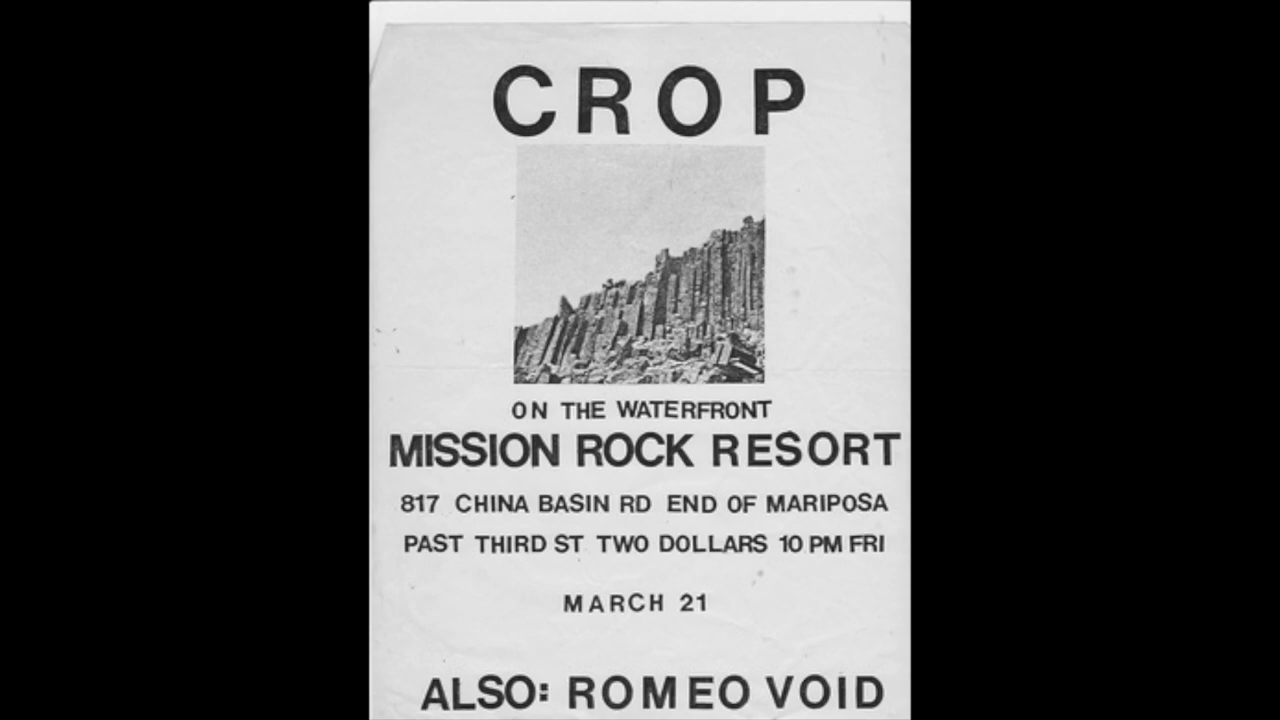 CROP
ON THE WATERFRONT
MISSION ROCK RESORT
817 CHINA BASIN RD END OF MARIPOSA
PAST THIRD ST TWO DOLLARS 10 PM FRI
MARCH 21
ALSO: ROMEO VOID